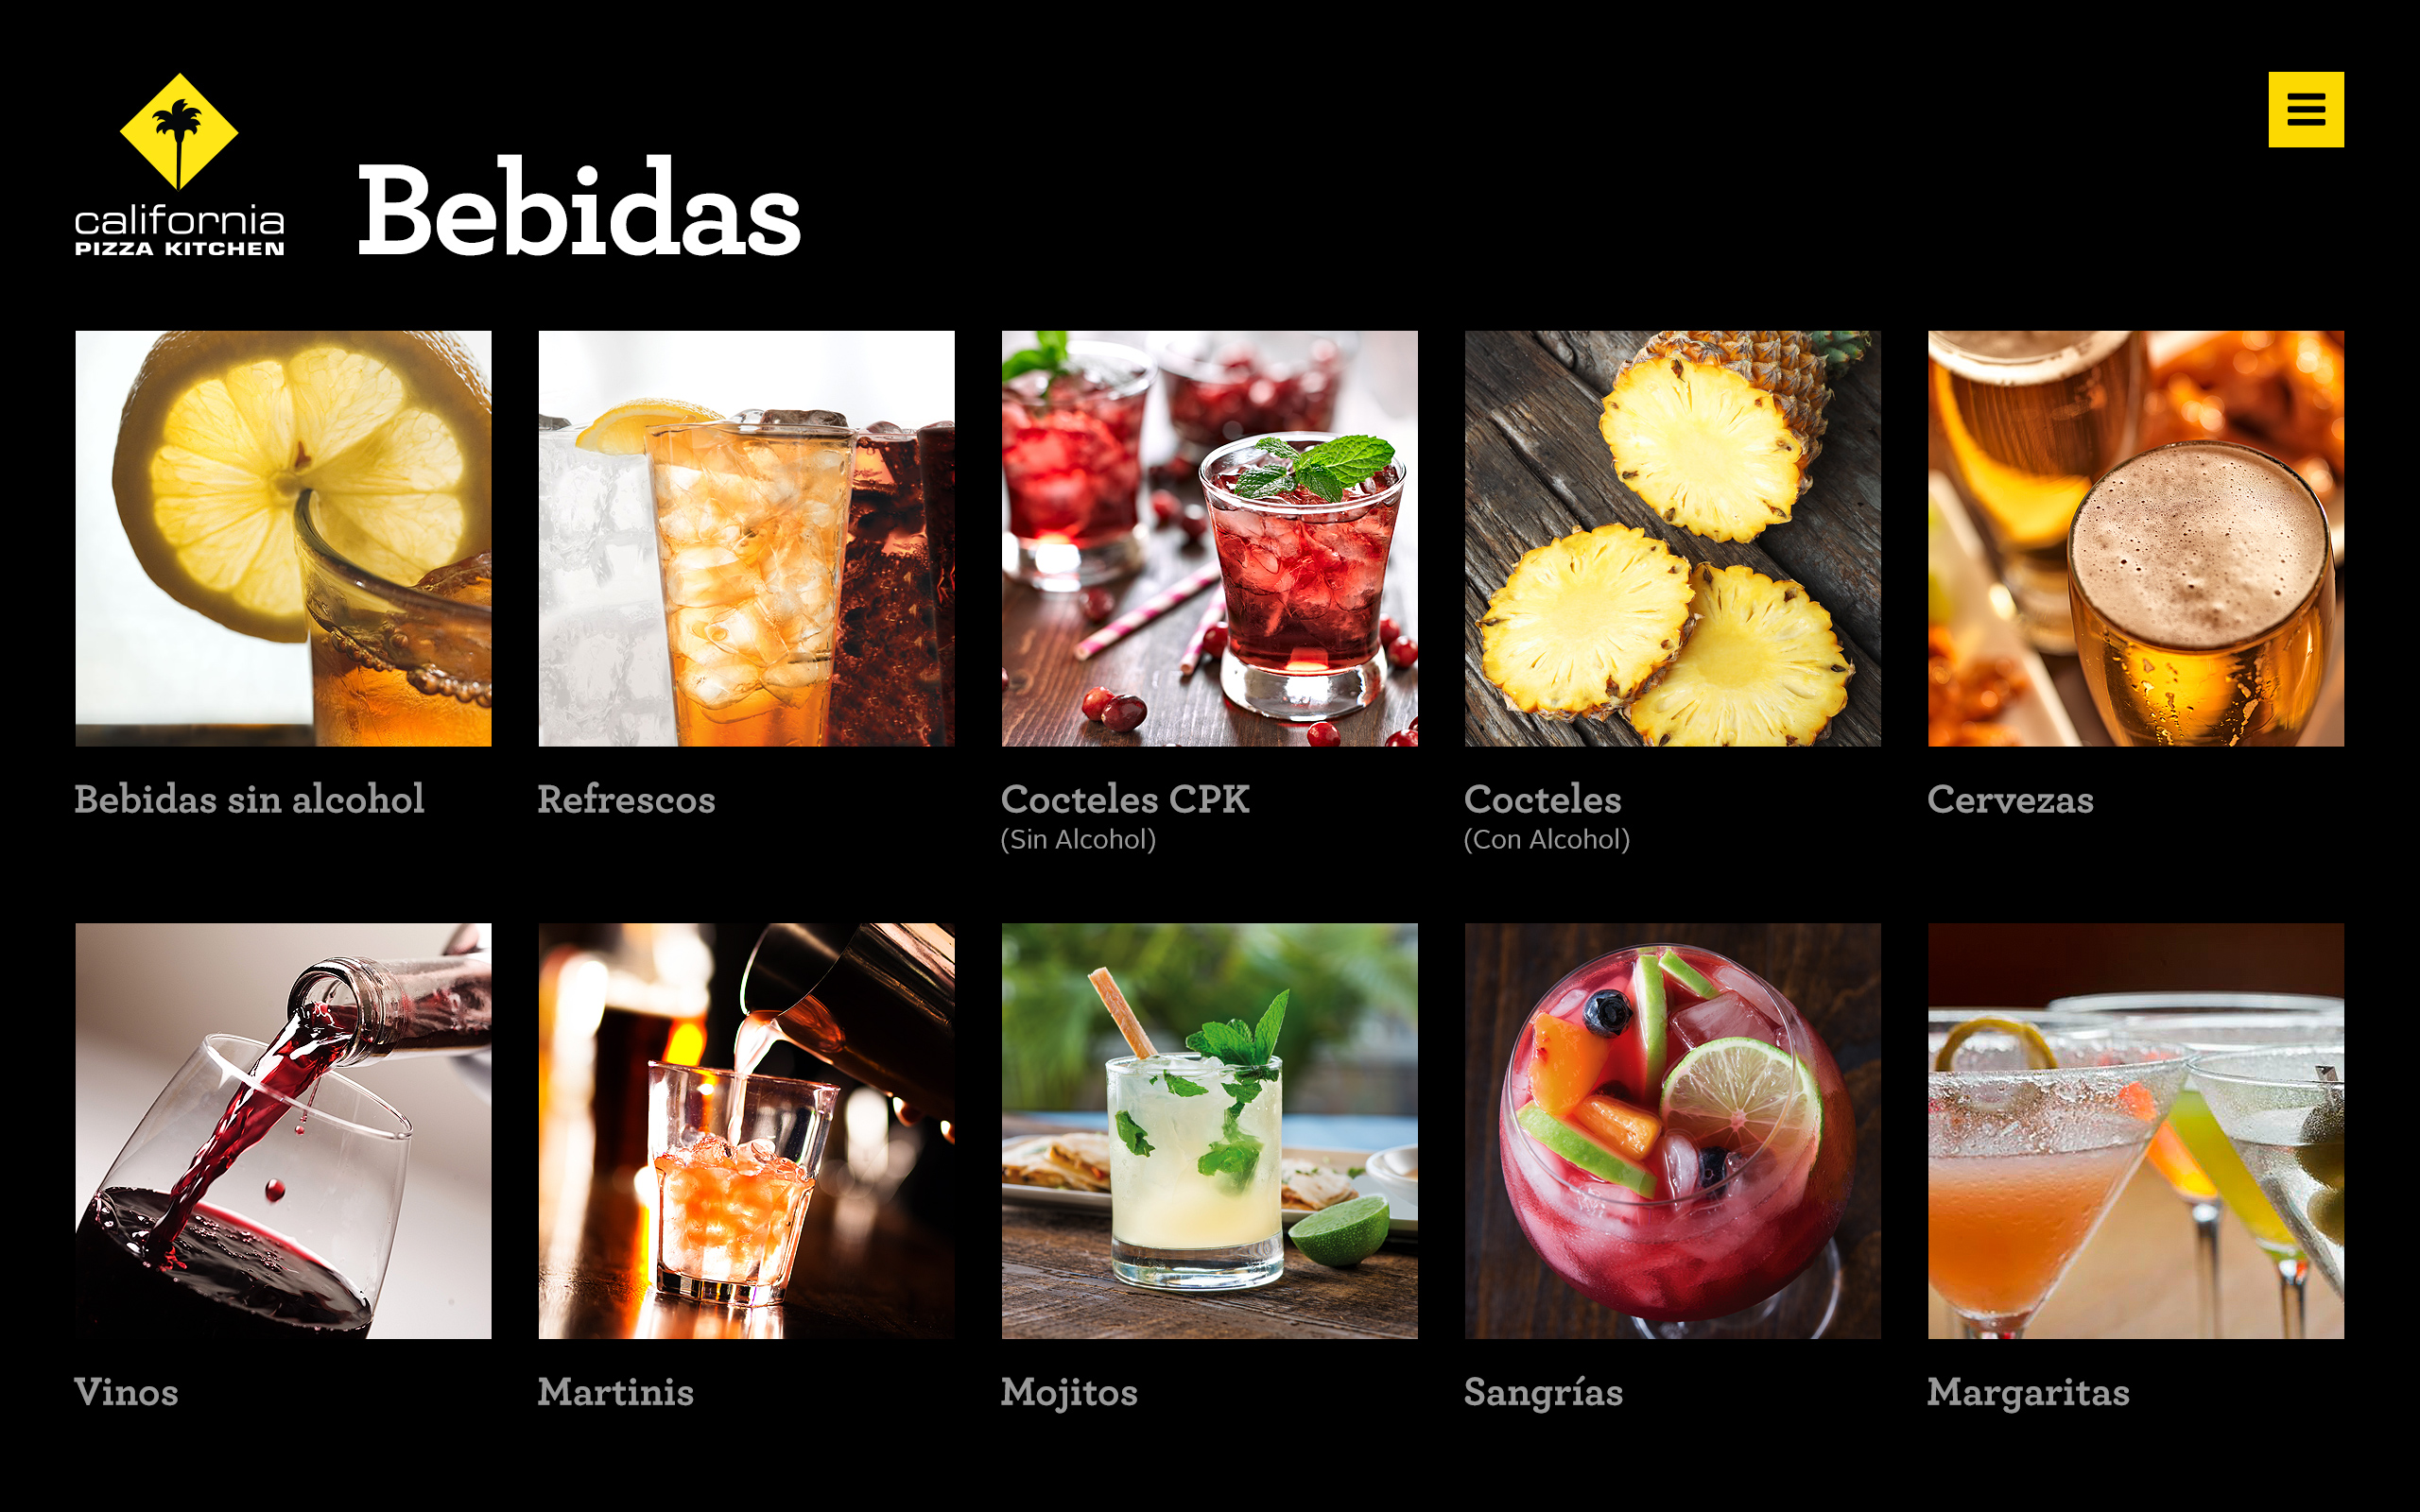 california
PIZZA KITCHEN
Bebidas
Bebidas sin alcohol
Refrescos
Cocteles CPK
(Sin Alcohol)
Cocteles
(Con Alcohol)
Cervezas
Vinos
Martinis
Mojitos
Sangrías
Margaritas